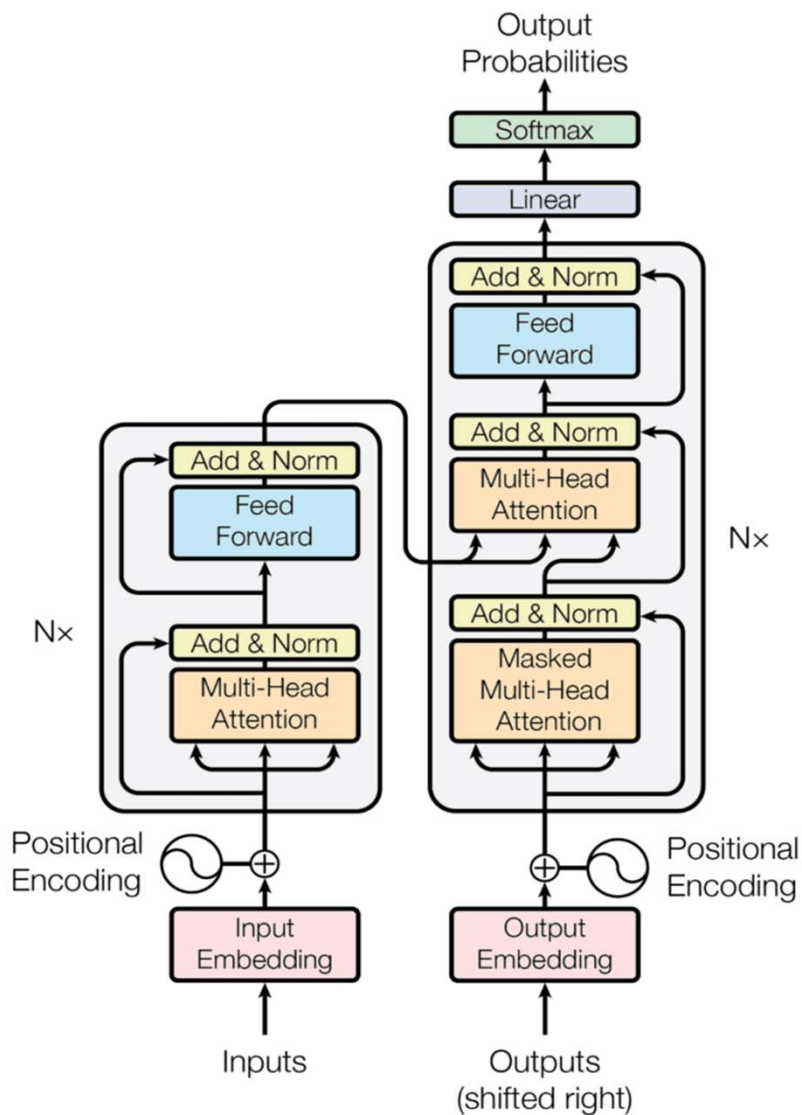 Output
Probabilities
Softmax
Linear
Add & Norm
Feed
Forward
Add & Norm
Multi-Head
Attention
Add & Norm
Masked
Multi-Head
Attention
Nx
Add & Norm
Feed
Forward
Add & Norm
Multi-Head
Attention
Nx
Positional
Encoding
Positional
Encoding
Input
Embedding
Output
Embedding
Inputs
Outputs
(shifted right)